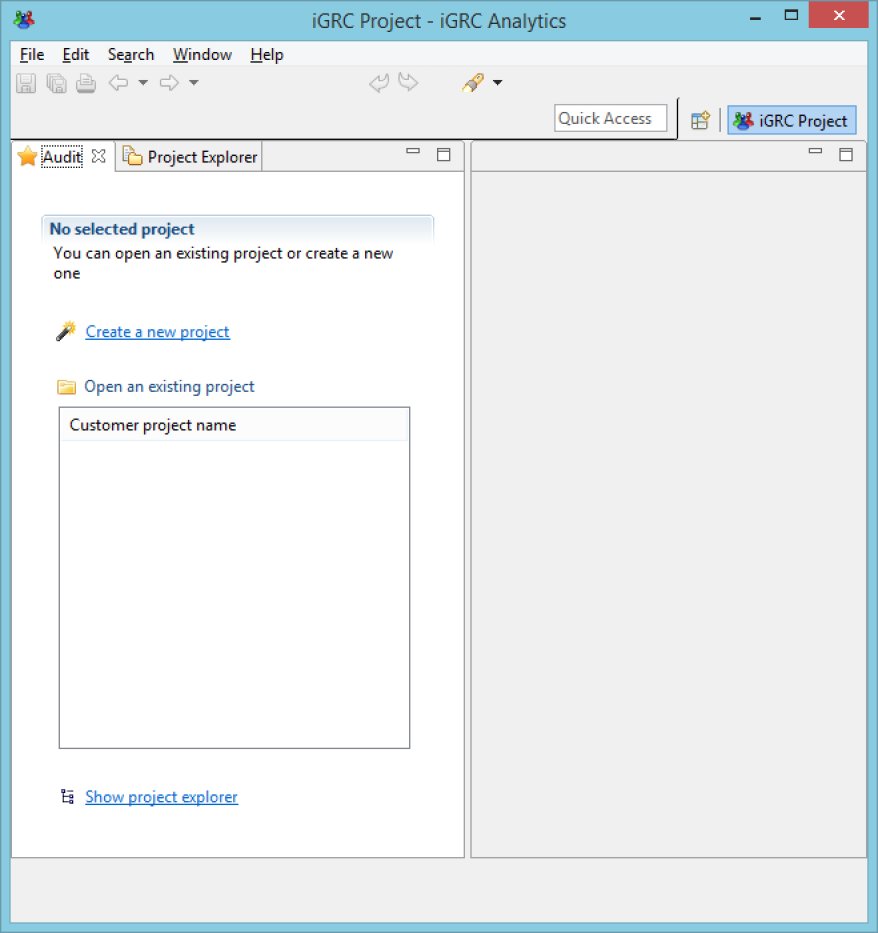 iGRC Project - iGRC Analytics
File Edit Search Window Help
Quick Access
iGRC Project
Audit Project Explorer
No selected project
You can open an existing project or create a new
one
Create a new project
Open an existing project
Customer project name
Show project explorer